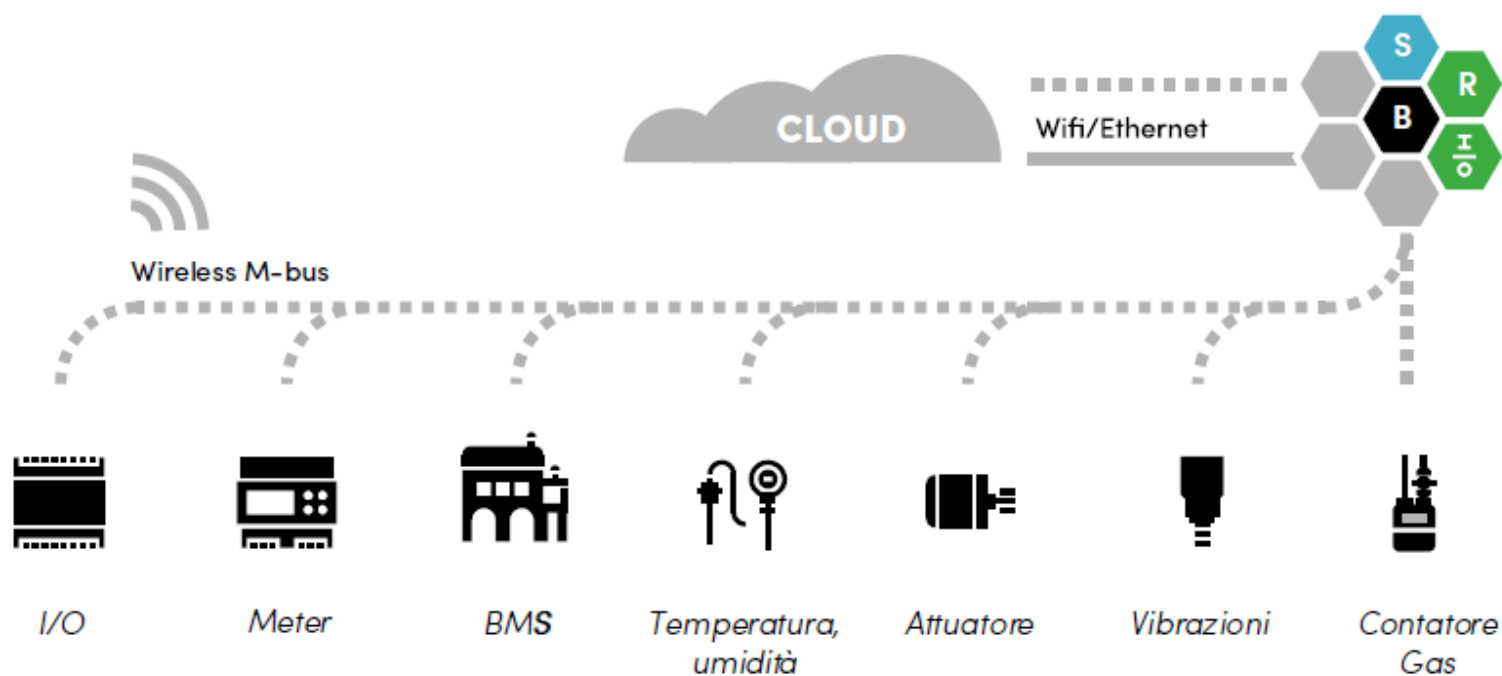 S
R
CLOUD
Wifi/Ethernet
B
I/O
Wireless M-bus
I/O
Meter
BMS
Temperatura,
umidità
Attuatore
Vibrazioni
Contatore
Gas